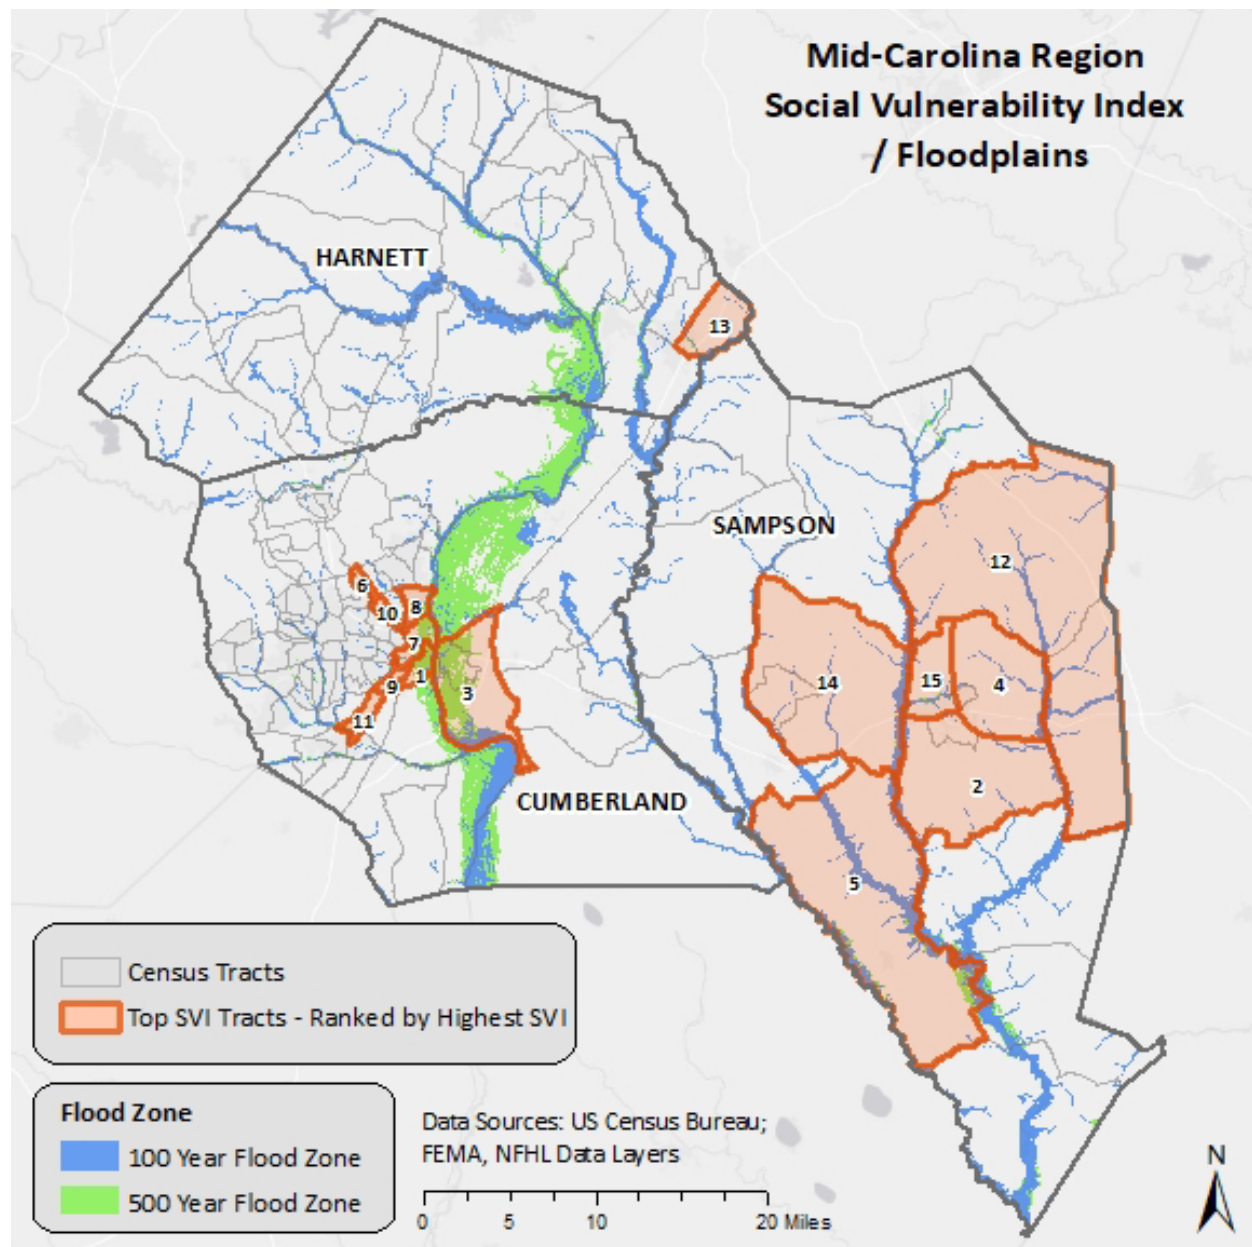 Mid-Carolina Region
Social Vulnerability Index
/ Floodplains
HARNETT
13
SAMPSON
12
6
10
8
7
1
9
3
11
14
15
4
2
CUMBERLAND
5
Census Tracts
Top SVI Tracts - Ranked by Highest SVI
Flood Zone
100 Year Flood Zone
500 Year Flood Zone
Data Sources: US Census Bureau;
FEMA, NFHL Data Layers
0 5 10 20 Miles
N